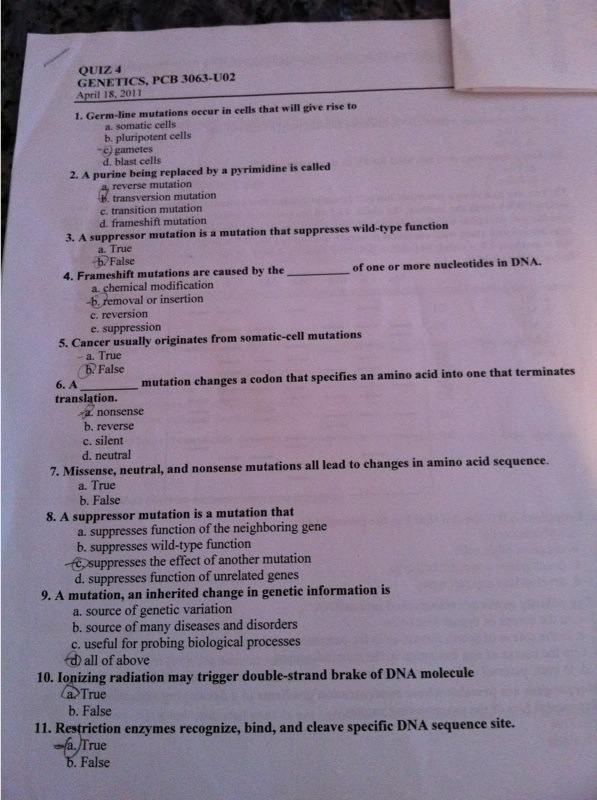 QUIZ 4
GENETICS, PCB 3063-U02
April 18, 2011
1. Germ-line mutations occur in cells that will give rise to
a. somatic cells
b. pluripotent cells
c. gametes
d. blast cells
2. A purine being replaced by a pyrimidine is called
a. reverse mutation
b. transversion mutation
c. transition mutation
d. frameshift mutation
3. A suppressor mutation is a mutation that suppresses wild-type function
a. True
b. False
4. Frameshift mutations are caused by the __________ of one or more nucleotides in DNA.
a. chemical modification
b. removal or insertion
c. reversion
e. suppression
5. Cancer usually originates from somatic-cell mutations
a. True
b. False
6. A __________ mutation changes a codon that specifies an amino acid into one that terminates
translation.
a. nonsense
b. reverse
c. silent
d. neutral
7. Missense, neutral, and nonsense mutations all lead to changes in amino acid sequence.
a. True
b. False
8. A suppressor mutation is a mutation that
a. suppresses function of the neighboring gene
b. suppresses wild-type function
c. suppresses the effect of another mutation
d. suppresses function of unrelated genes
9. A mutation, an inherited change in genetic information is
a. source of genetic variation
b. source of many diseases and disorders
c. useful for probing biological processes
d) all of above
10. Ionizing radiation may trigger double-strand brake of DNA molecule
a. True
b. False
11. Restriction enzymes recognize, bind, and cleave specific DNA sequence site.
a. True
b. False